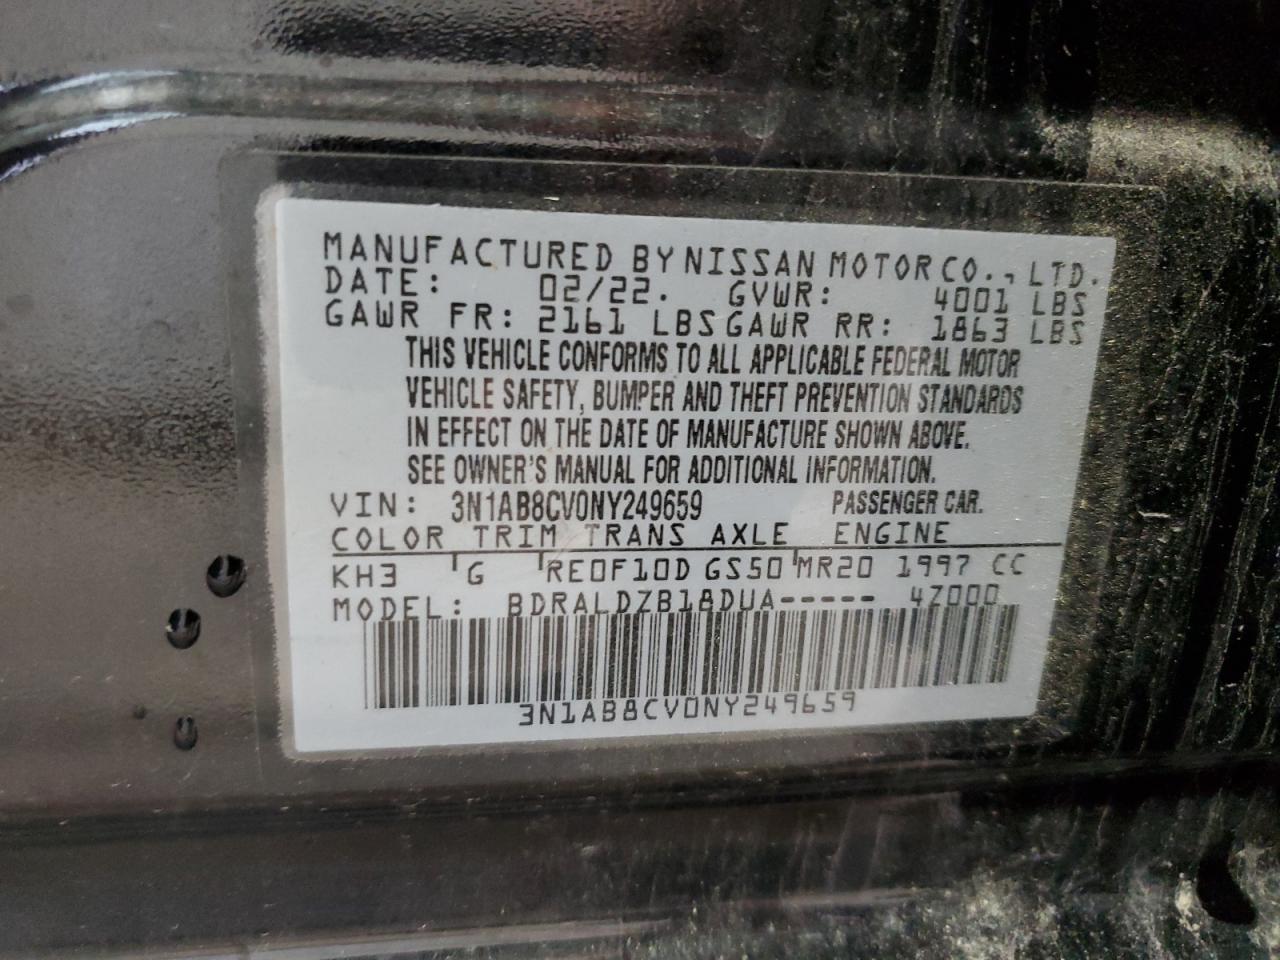 MANUFACTURED BY NISSAN MOTOR CO., LTD.
DATE: 02/22. GVWR: 4001 LBS
GAWR FR: 2161 LBS GAWR RR: 1863 LBS
THIS VEHICLE CONFORMS TO ALL APPLICABLE FEDERAL MOTOR
VEHICLE SAFETY, BUMPER AND THEFT PREVENTION STANDARDS
IN EFFECT ON THE DATE OF MANUFACTURE SHOWN ABOVE.
SEE OWNER'S MANUAL FOR ADDITIONAL INFORMATION.
VIN: 3N1AB8CV0NY249659 PASSENGER CAR.
COLOR TRIM TRANS AXLE ENGINE
KH3 G RE0F10D GS50 MR20 1997 CC
MODEL: BDRALDZB18DUA----- 4Z000
3N1AB8CV0NY249659